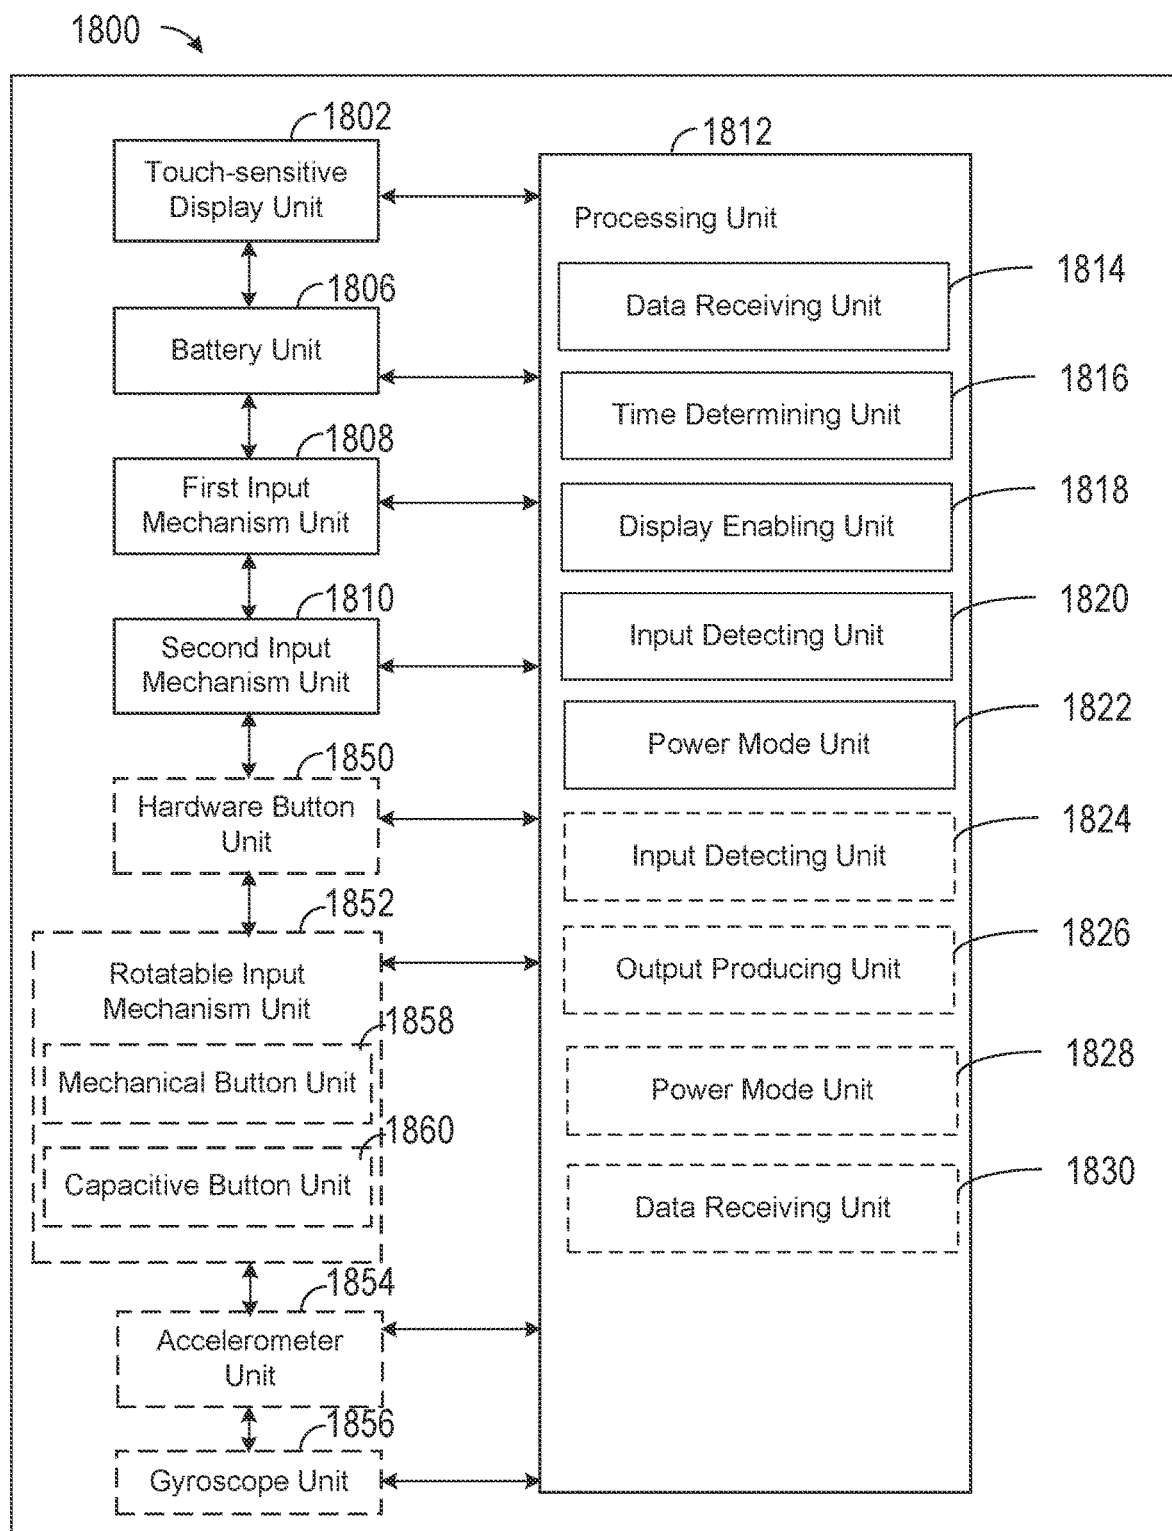 1800
1802
Touch-sensitive
Display Unit
1806
Battery Unit
1808
First Input
Mechanism Unit
1810
Second Input
Mechanism Unit
1850
Hardware Button
Unit
1852
Rotatable Input
Mechanism Unit
1858
Mechanical Button Unit
1860
Capacitive Button Unit
1854
Accelerometer
Unit
1856
Gyroscope Unit
1812
Processing Unit
1814
Data Receiving Unit
1816
Time Determining Unit
1818
Display Enabling Unit
1820
Input Detecting Unit
1822
Power Mode Unit
1824
Input Detecting Unit
1826
Output Producing Unit
1828
Power Mode Unit
1830
Data Receiving Unit